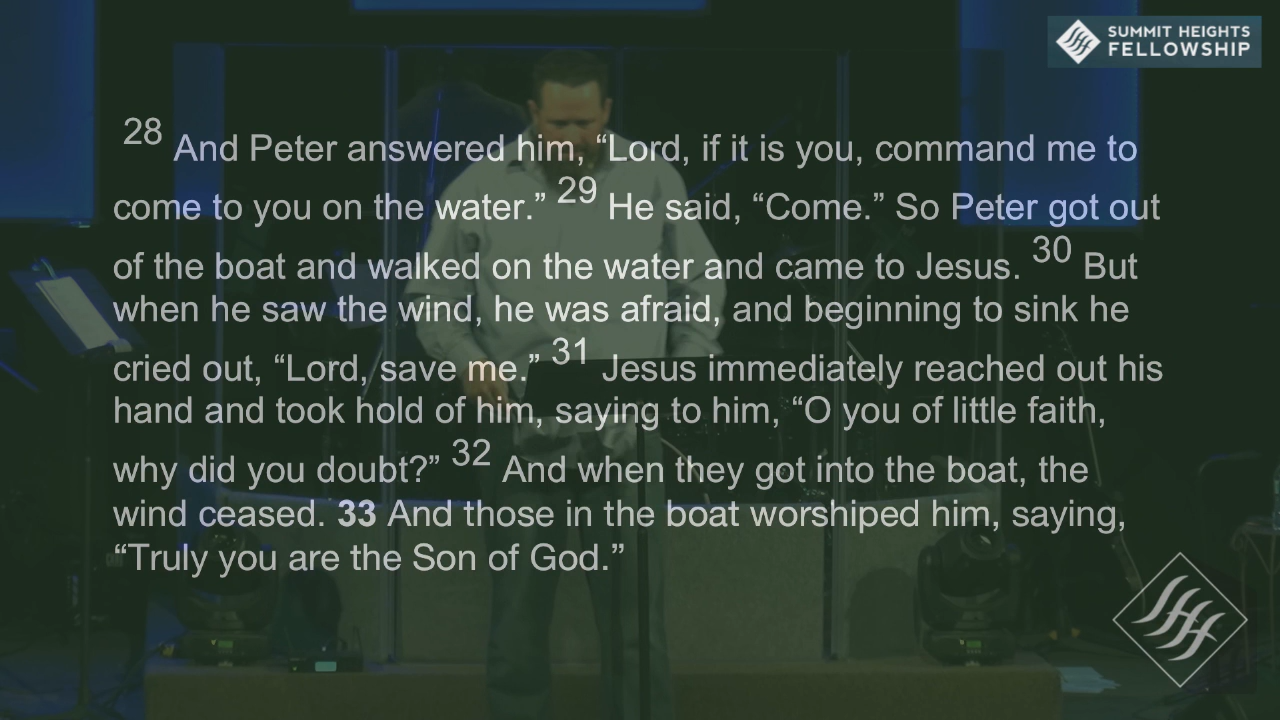 SUMMIT HEIGHTS
FELLOWSHIP
28 And Peter answered him, “Lord, if it is you, command me to
come to you on the water.” 29 He said, “Come.” So Peter got out
of the boat and walked on the water and came to Jesus. 30 But
when he saw the wind, he was afraid, and beginning to sink he
cried out, “Lord, save me.” 31 Jesus immediately reached out his
hand and took hold of him, saying to him, “O you of little faith,
why did you doubt?” 32 And when they got into the boat, the
wind ceased. 33 And those in the boat worshiped him, saying,
“Truly you are the Son of God.”